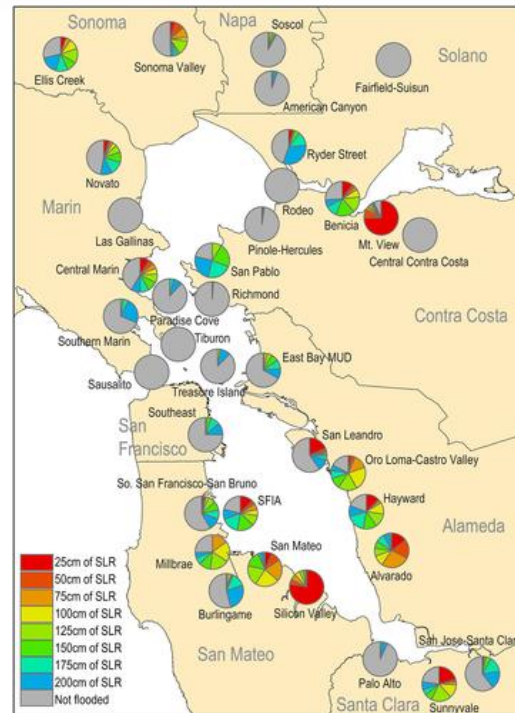 Sonoma
Napa
Soscol
Solano
Ellis Creek
Sonoma Valley
American Canyon
Fairfield-Suisun
Ryder Street
Novato
Marin
Rodeo
Benicia
Mt. View
Las Gallinas
Pinole-Hercules
Central Contra Costa
Central Marin
San Pablo
Richmond
Paradise Cove
Contra Costa
Southern Marin
Tiburon
East Bay MUD
Sausalito
Treasure Island
Southeast
San
Francisco
San Leandro
Oro Loma-Castro Valley
So. San Francisco-San Bruno
SFIA
Hayward
Alameda
Millbrae
San Mateo
Alvarado
Burlingame
Silicon Valley
San Jose-Santa Clar
San Mateo
Palo Alto
Santa Clara
Sunnyvale
25cm of SLR
50cm of SLR
75cm of SLR
100cm of SLR
125cm of SLR
150cm of SLR
175cm of SLR
200cm of SLR
Not flooded